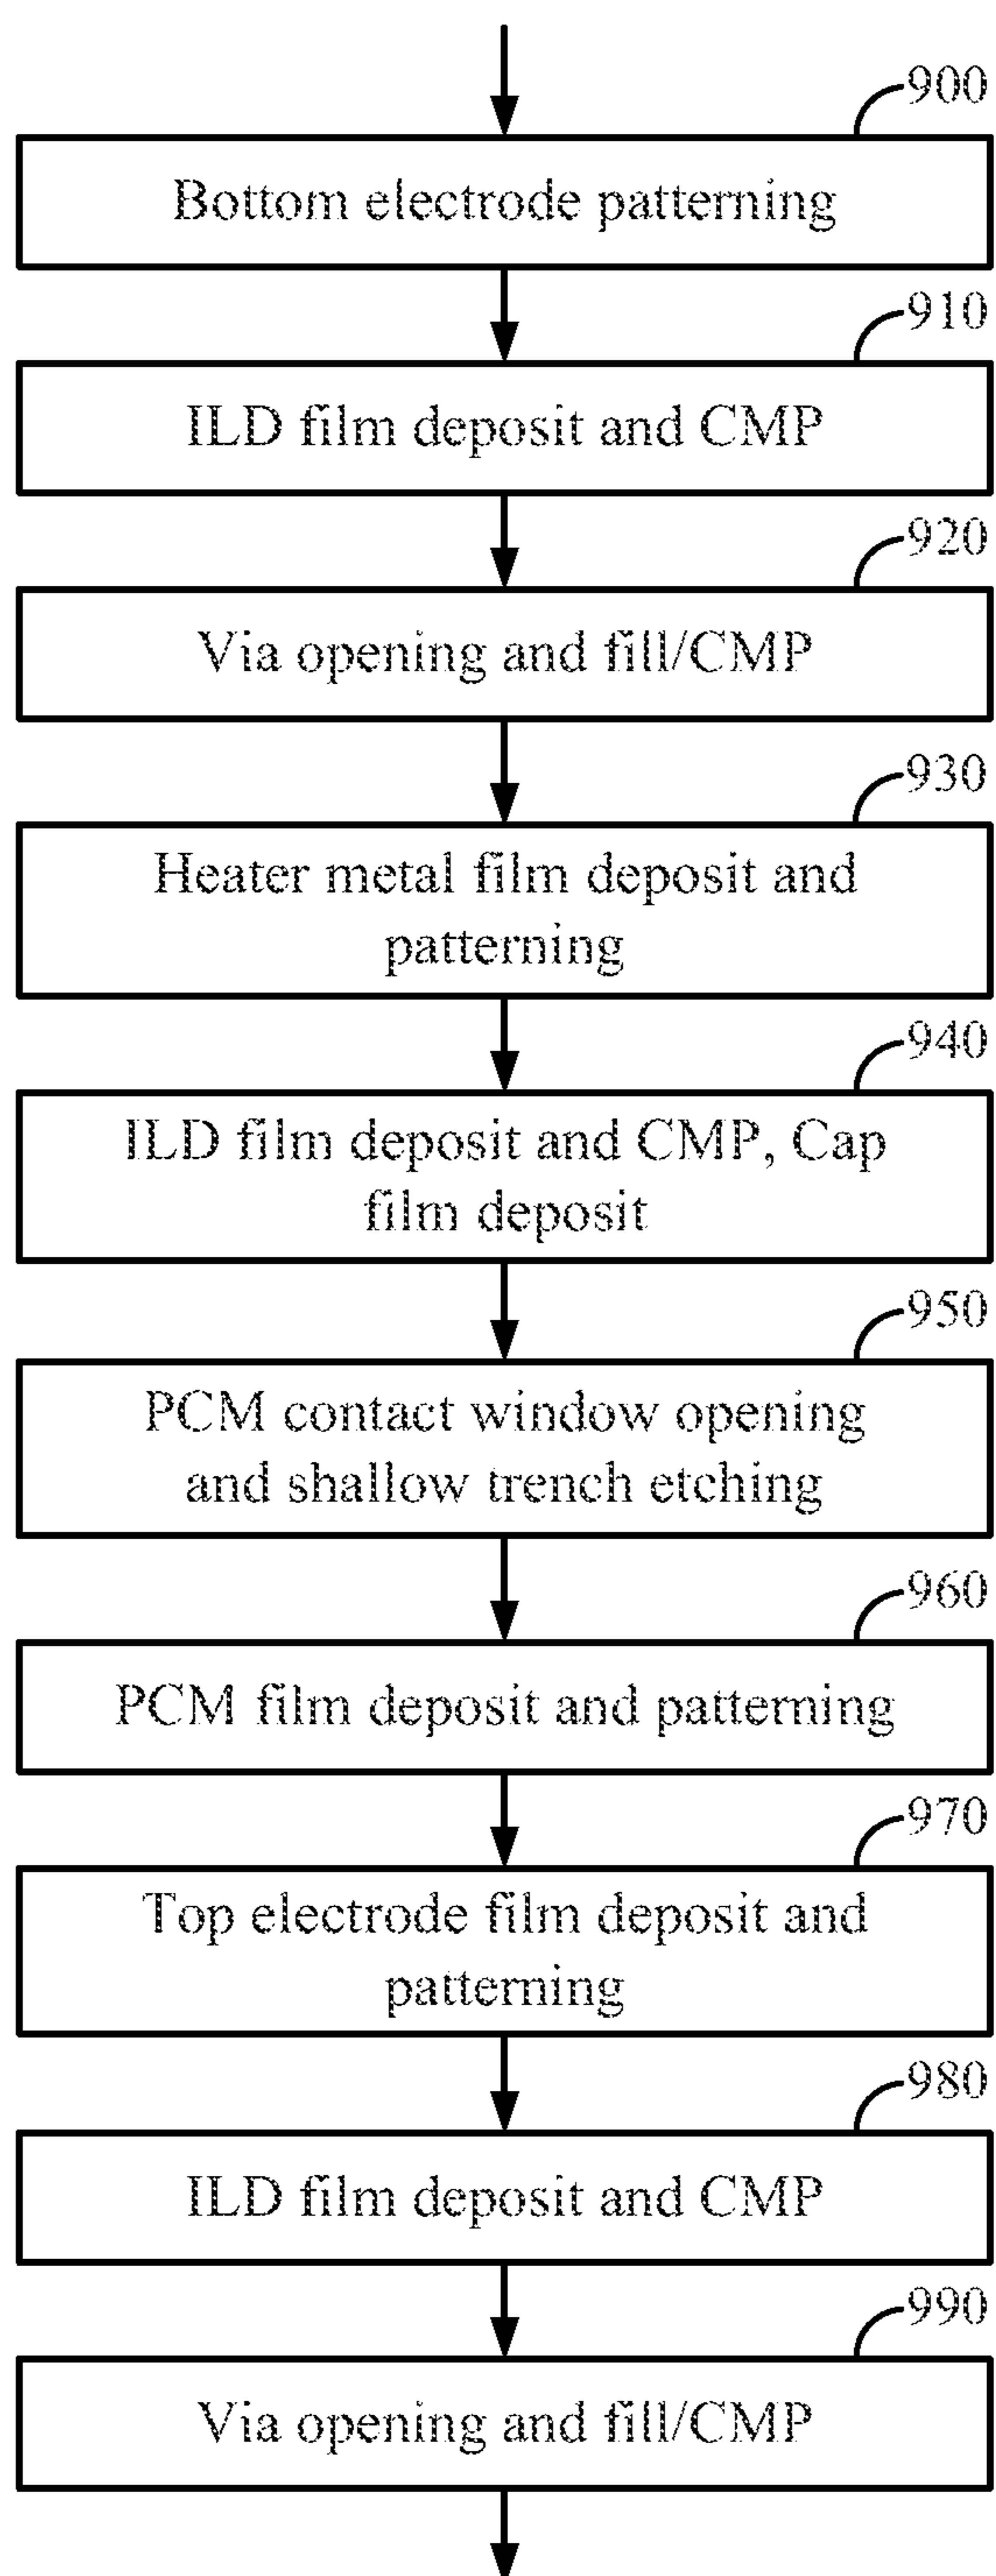 900
Bottom electrode patterning
910
ILD film deposit and CMP
920
Via opening and fill/CMP
930
Heater metal film deposit and
patterning
940
ILD film deposit and CMP, Cap
film deposit
950
PCM contact window opening
and shallow trench etching
960
PCM film deposit and patterning
970
Top electrode film deposit and
patterning
980
ILD film deposit and CMP
990
Via opening and fill/CMP